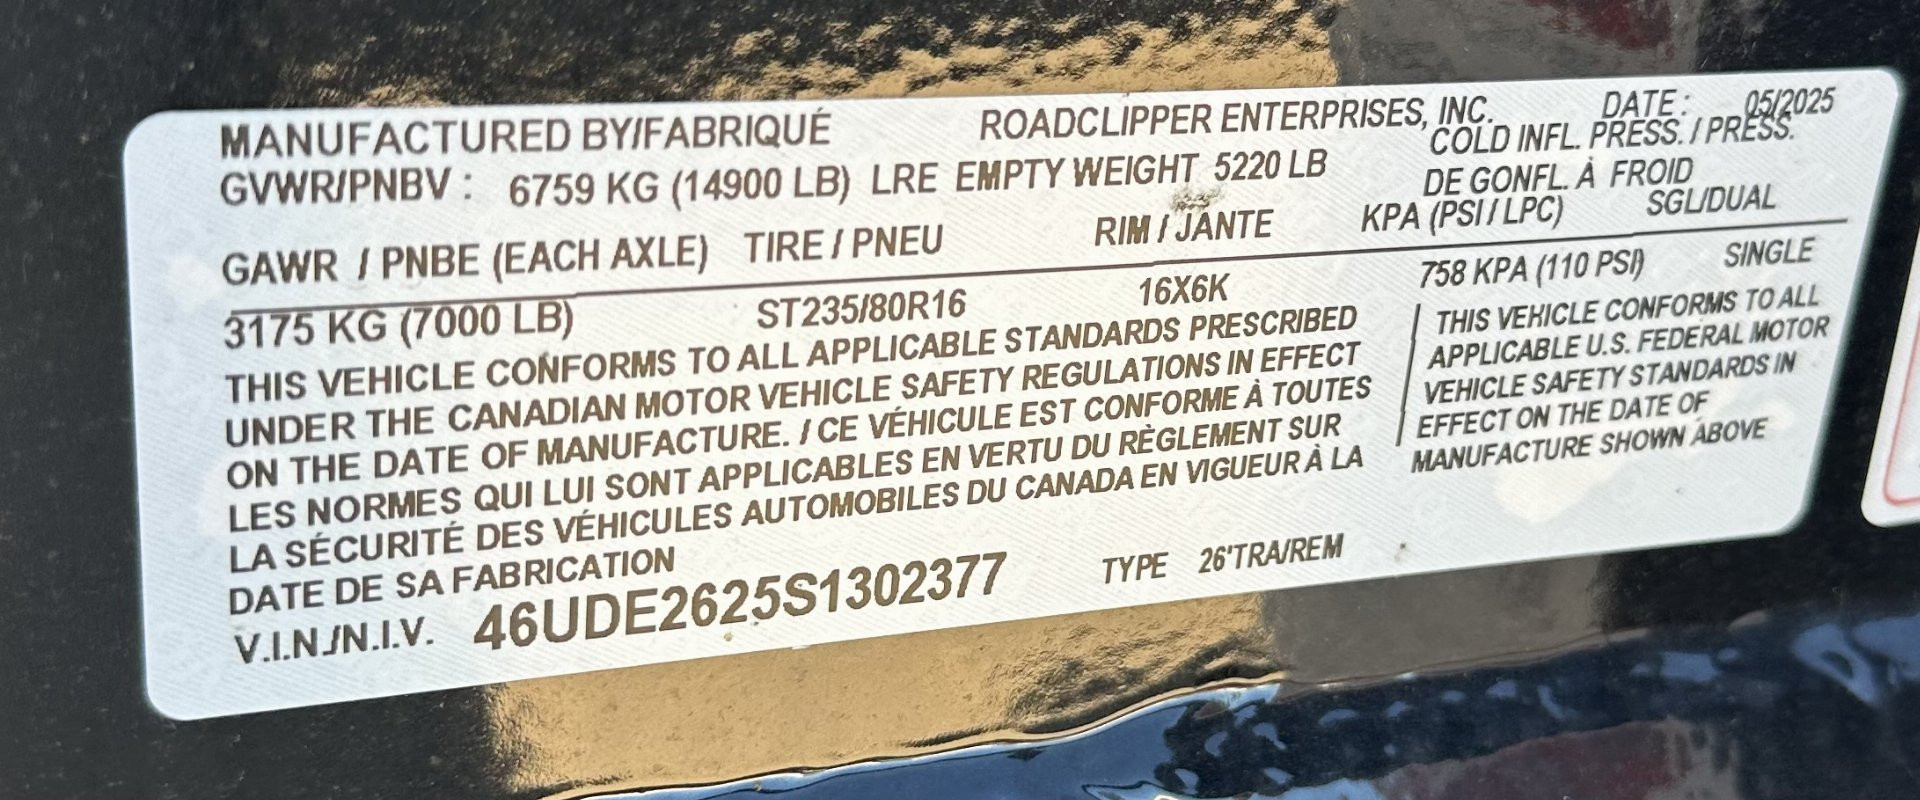 MANUFACTURED BY/FABRIQUÉ ROADCLIPPER ENTERPRISES, INC. DATE: 05/2025
GVWR/PNBV: 6759 KG (14900 LB) LRE EMPTY WEIGHT 5220 LB COLD INFL. PRESS. / PRESS.
DE GONFL. À FROID
GAWR / PNBE (EACH AXLE) TIRE / PNEU RIM / JANTE KPA (PSI / LPC) SGL/DUAL
3175 KG (7000 LB) ST235/80R16 16X6K 758 KPA (110 PSI) SINGLE
THIS VEHICLE CONFORMS TO ALL APPLICABLE STANDARDS PRESCRIBED
UNDER THE CANADIAN MOTOR VEHICLE SAFETY REGULATIONS IN EFFECT
ON THE DATE OF MANUFACTURE. / CE VÉHICULE EST CONFORME À TOUTES
LES NORMES QUI LUI SONT APPLICABLES EN VERTU DU RÈGLEMENT SUR
LA SÉCURITÉ DES VÉHICULES AUTOMOBILES DU CANADA EN VIGUEUR À LA
DATE DE SA FABRICATION
THIS VEHICLE CONFORMS TO ALL
APPLICABLE U.S. FEDERAL MOTOR
VEHICLE SAFETY STANDARDS IN
EFFECT ON THE DATE OF
MANUFACTURE SHOWN ABOVE
V.I.N./N.I.V. 46UDE2625S1302377 TYPE 26'TRA/REM